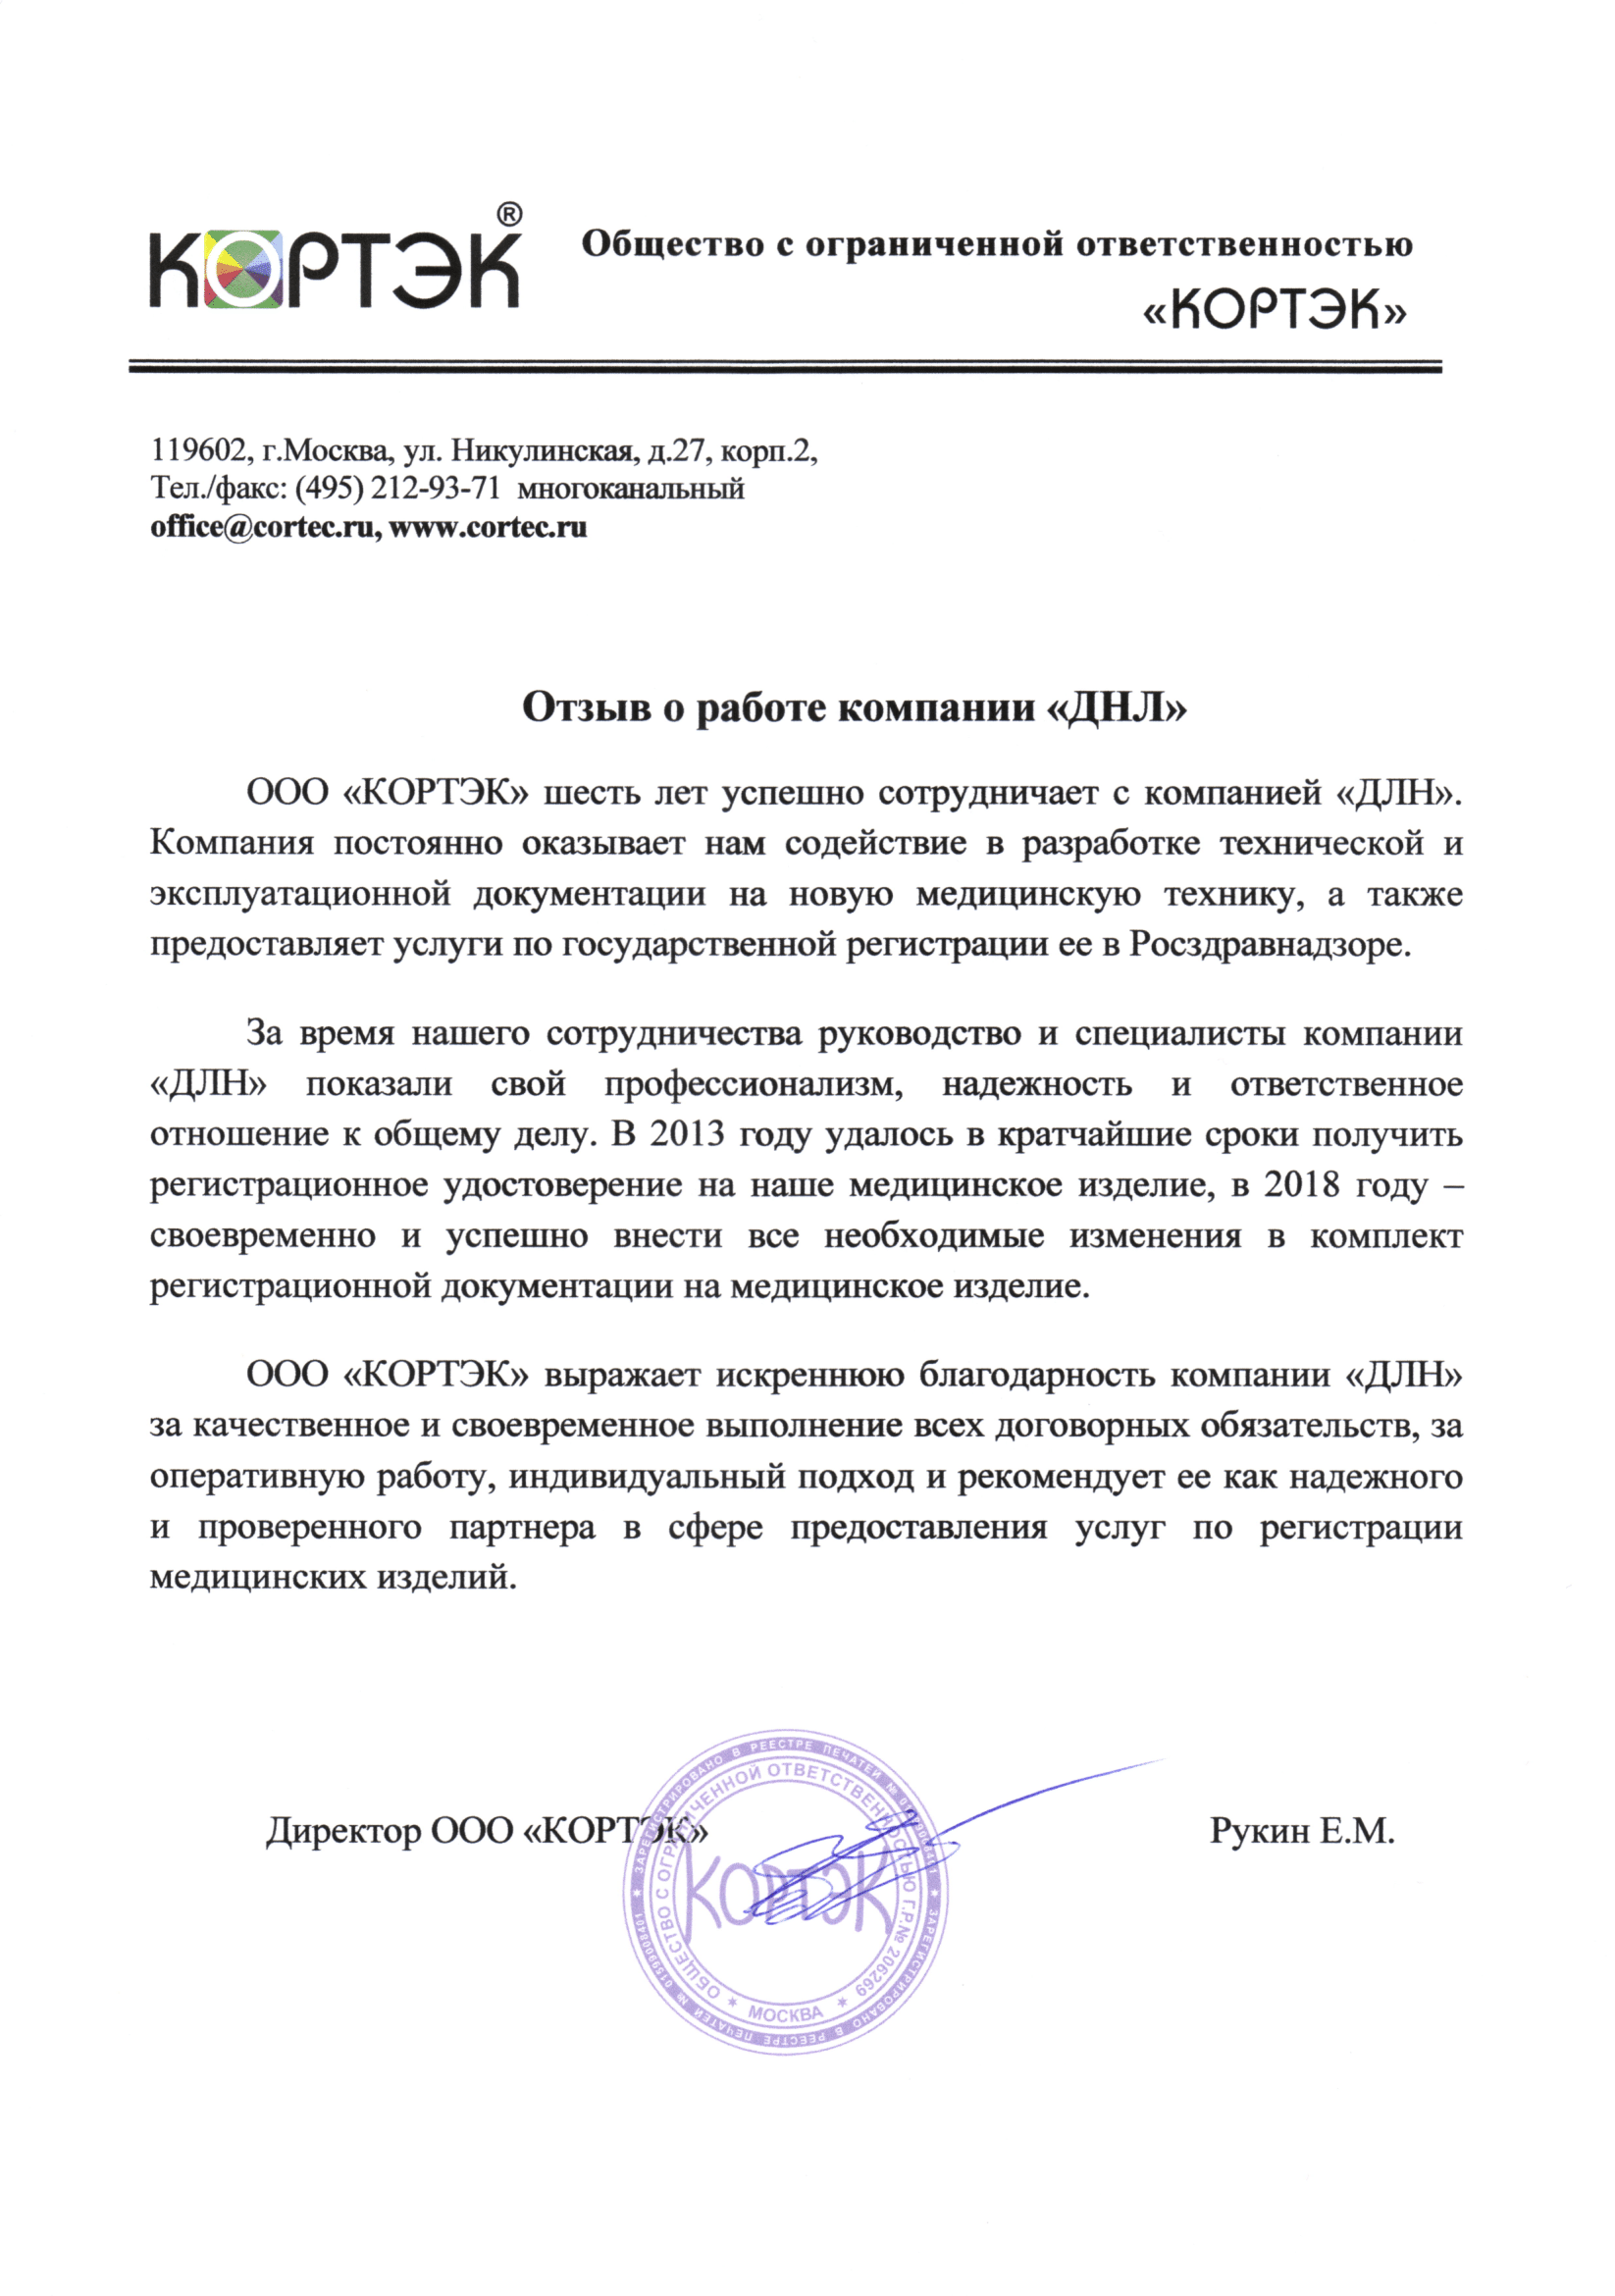 КОРТЭК®
Общество с ограниченной ответственностью
«КОРТЭК»
119602, г.Москва, ул. Никулинская, д.27, корп.2,
Тел./факс: (495) 212-93-71 многоканальный
office@cortec.ru, www.cortec.ru
Отзыв о работе компании «ДНЛ»
ООО «КОРТЭК» шесть лет успешно сотрудничает с компанией «ДЛН».
Компания постоянно оказывает нам содействие в разработке технической и
эксплуатационной документации на новую медицинскую технику, а также
предоставляет услуги по государственной регистрации ее в Росздравнадзоре.
За время нашего сотрудничества руководство и специалисты компании
«ДЛН» показали свой профессионализм, надежность и ответственное
отношение к общему делу. В 2013 году удалось в кратчайшие сроки получить
регистрационное удостоверение на наше медицинское изделие, в 2018 году –
своевременно и успешно внести все необходимые изменения в комплект
регистрационной документации на медицинское изделие.
ООО «КОРТЭК» выражает искреннюю благодарность компании «ДЛН»
за качественное и своевременное выполнение всех договорных обязательств, за
оперативную работу, индивидуальный подход и рекомендует ее как надежного
и проверенного партнера в сфере предоставления услуг по регистрации
медицинских изделий.
Директор ООО «КОРТЭК»
Рукин Е.М.
ЗАРЕГИСТРИРОВАНО В РЕЕСТРЕ ПЕЧАТЕЙ №
ЗАРЕГИСТРИРОВАНО В РЕЕСТРЕ ПЕЧАТЕЙ №
ОБЩЕСТВО С ОГРАНИЧЕННОЙ ОТВЕТСТВЕННОСТЬЮ Г.Р.№ 206269
КОРТЭК
МОСКВА